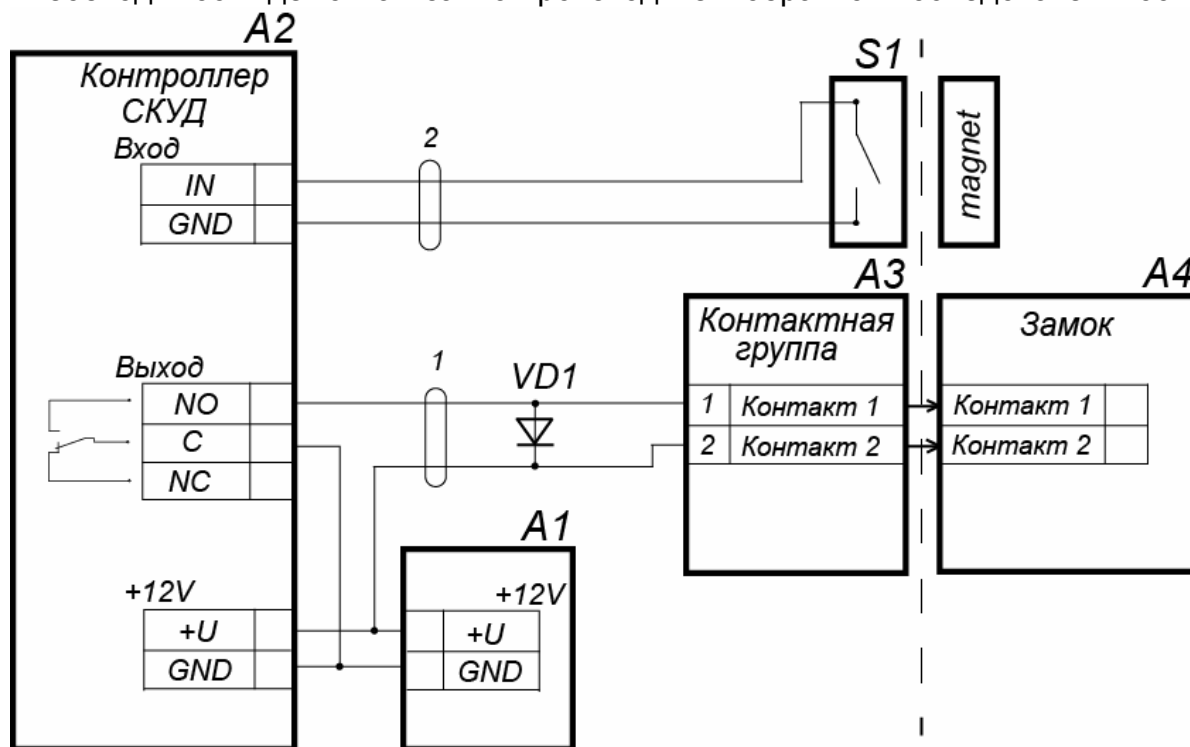 A2
Контроллер
СКУД
Вход
IN
GND
2
S1
magnet
A3
A4
Контактная
группа
Замок
1 Контакт 1
2 Контакт 2
Контакт 1
Контакт 2
Выход
NO
C
NC
1
VD1
A1
+12V
+U
GND
+12V
+U
GND